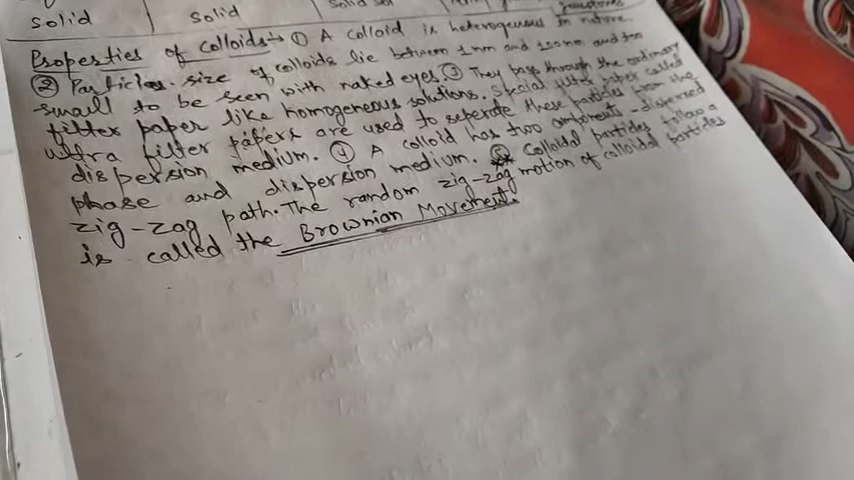 solid solid solid sol gemstones
Properties of colloids:→ ① A colloid is heterogeneous in nature.
② Particle size of colloids lie between 1nm and 100nm and too
small to be seen with naked eyes. ③ They pass through the ordinary
filter paper like homogeneous solutions. Special filter paper called
ultra filter papers are used to seperate these particles from the
dispersion medium. ④ A colloid has two components - dispersed
phase and dispersion medium. ⑤ Colloidal particles follow a
zig-zag path. The random zig-zag motion of colloidal particles
is called the Brownian Movement.